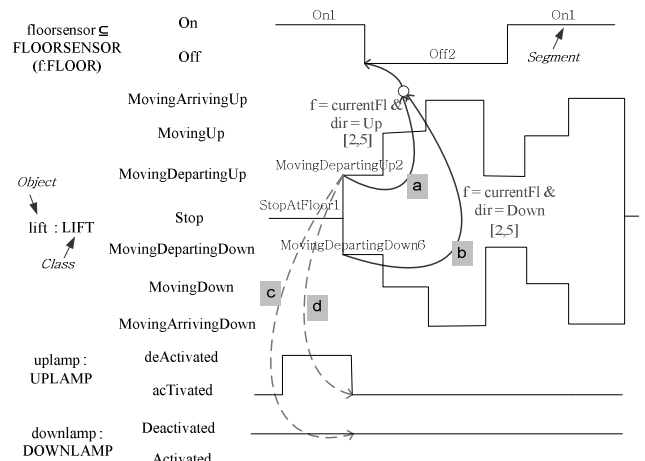 On
Off
floorsensor ⊆
FLOORSENSOR
(f:FLOOR)
On1
Off2
On1
Segment
MovingArrivingUp
MovingUp
MovingDepartingUp
Stop
MovingDepartingDown
MovingDown
MovingArrivingDown
Object
lift : LIFT
Class
f = currentFl &
dir = Up
[2,5]
MovingDepartingUp2
StopAtFloor1
MovingDepartingDown6
a
f = currentFl &
dir = Down
[2,5]
b
c
d
uplamp :
UPLAMP
deActivated
acTivated
downlamp :
DOWNLAMP
Deactivated
Activated